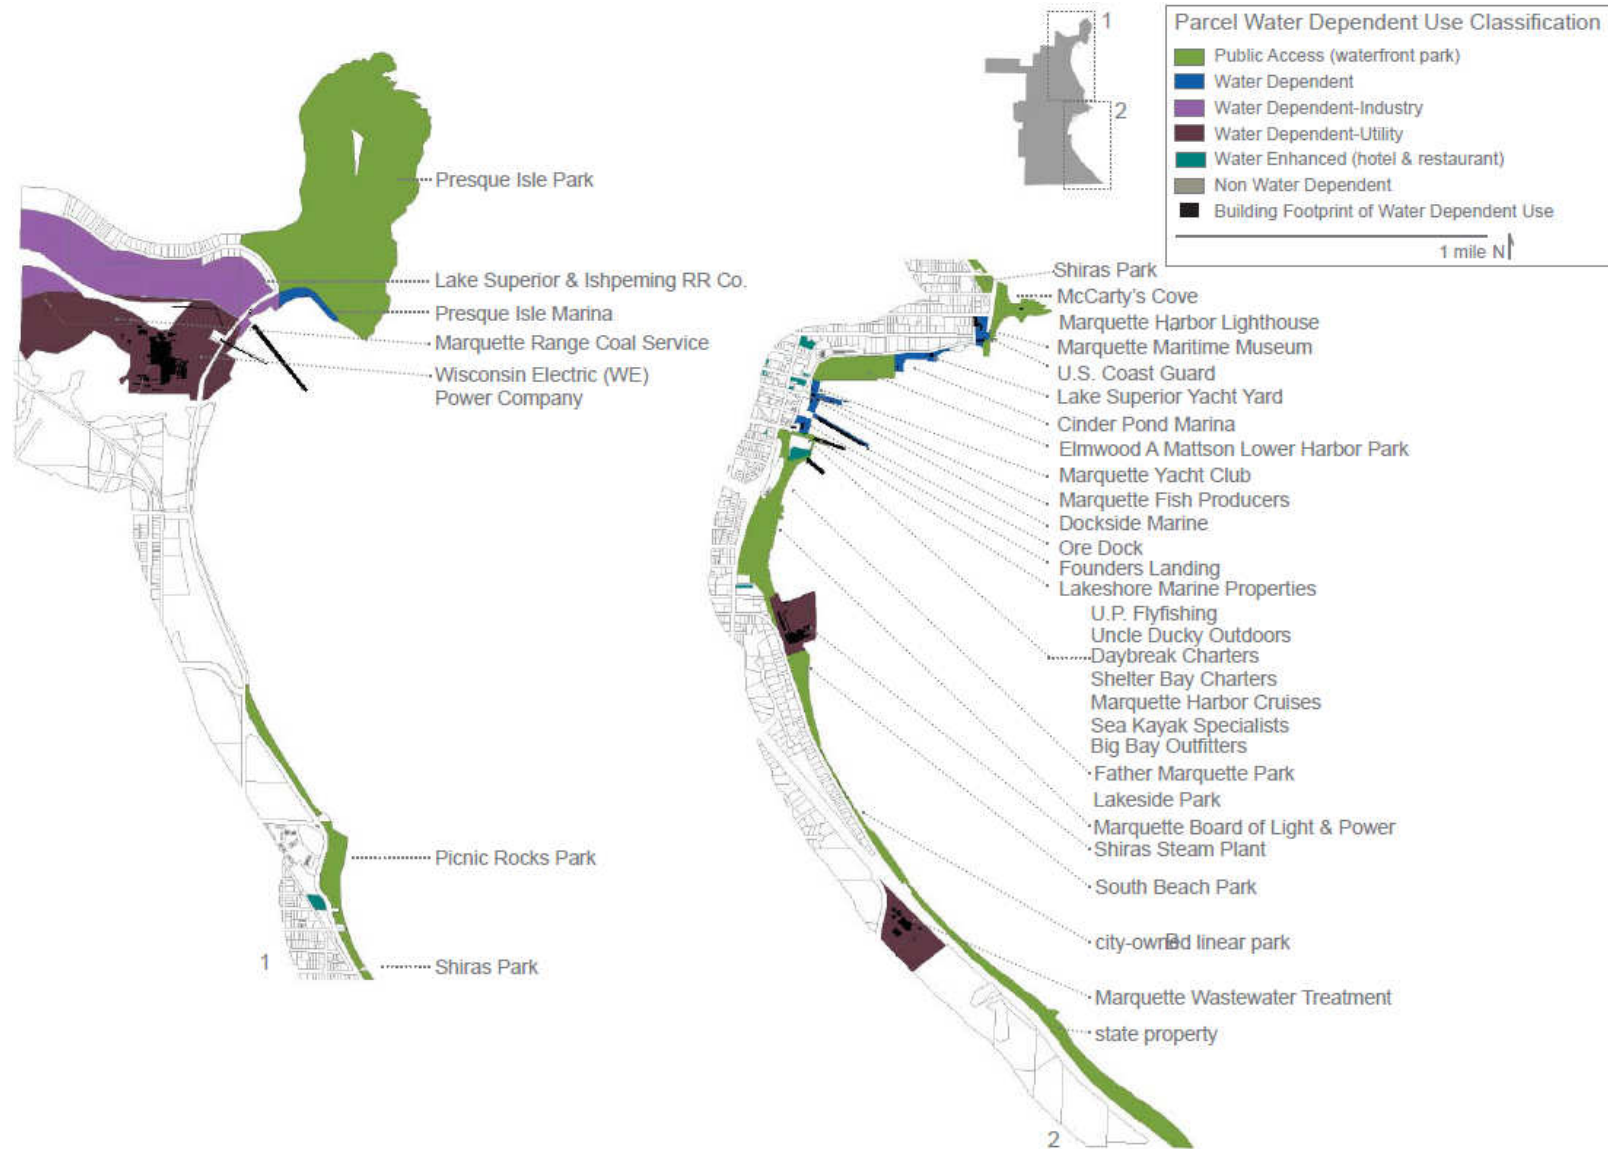 1
2
Parcel Water Dependent Use Classification
Public Access (waterfront park)
Water Dependent
Water Dependent-Industry
Water Dependent-Utility
Water Enhanced (hotel & restaurant)
Non Water Dependent
Building Footprint of Water Dependent Use
1 mile N
Presque Isle Park
Lake Superior & Ishpeming RR Co.
Presque Isle Marina
Marquette Range Coal Service
Wisconsin Electric (WE)
Power Company
Picnic Rocks Park
1
Shiras Park
Shiras Park
McCarty's Cove
Marquette Harbor Lighthouse
Marquette Maritime Museum
U.S. Coast Guard
Lake Superior Yacht Yard
Cinder Pond Marina
Elmwood A Mattson Lower Harbor Park
Marquette Yacht Club
Marquette Fish Producers
Dockside Marine
Ore Dock
Founders Landing
Lakeshore Marine Properties
U.P. Flyfishing
Uncle Ducky Outdoors
Daybreak Charters
Shelter Bay Charters
Marquette Harbor Cruises
Sea Kayak Specialists
Big Bay Outfitters
Father Marquette Park
Lakeside Park
Marquette Board of Light & Power
Shiras Steam Plant
South Beach Park
city-owned linear park
Marquette Wastewater Treatment
state property
2